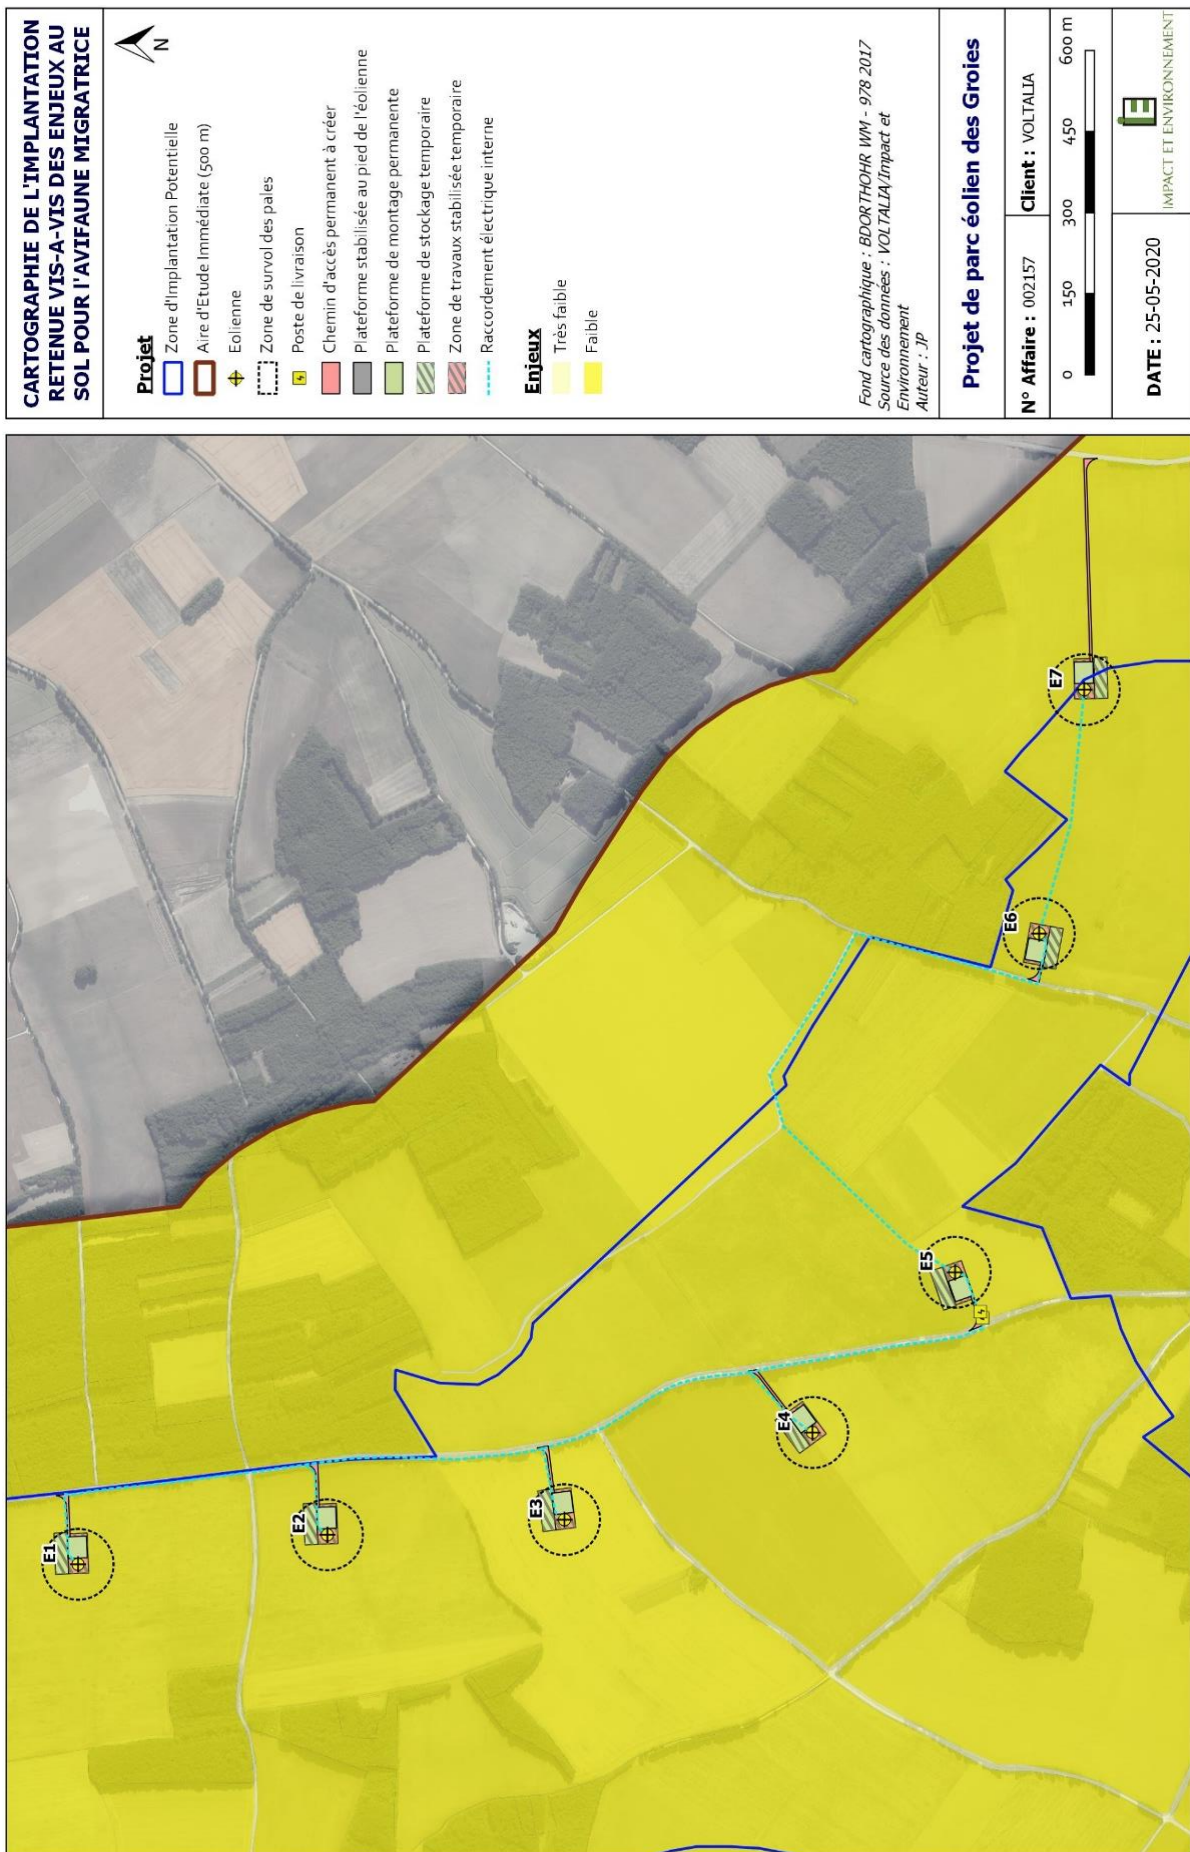 CARTOGRAPHIE DE L'IMPLANTATION
RETENUE VIS-A-VIS DES ENJEUX AU
SOL POUR L'AVIFAUNE MIGRATRICE
N
Projet
Zone d'Implantation Potentielle
Aire d'Etude Immédiate (500 m)
Eolienne
Zone de survol des pales
Poste de livraison
Chemin d'accès permanent à créer
Plateforme stabilisée au pied de l'éolienne
Plateforme de montage permanente
Plateforme de stockage temporaire
Zone de travaux stabilisée temporaire
Raccordement électrique interne
Enjeux
Très faible
Faible
Fond cartographique : BDORTHOHR WM - 978 2017
Source des données : VOLTALIA/Impact et
Environnement
Auteur : JP
Projet de parc éolien des Groies
N° Affaire : 002157
Client : VOLTALIA
0 150 300 450 600 m
DATE : 25-05-2020
IE
IMPACT ET ENVIRONNEMENT
E1
E2
E3
E4
E5
E6
E7